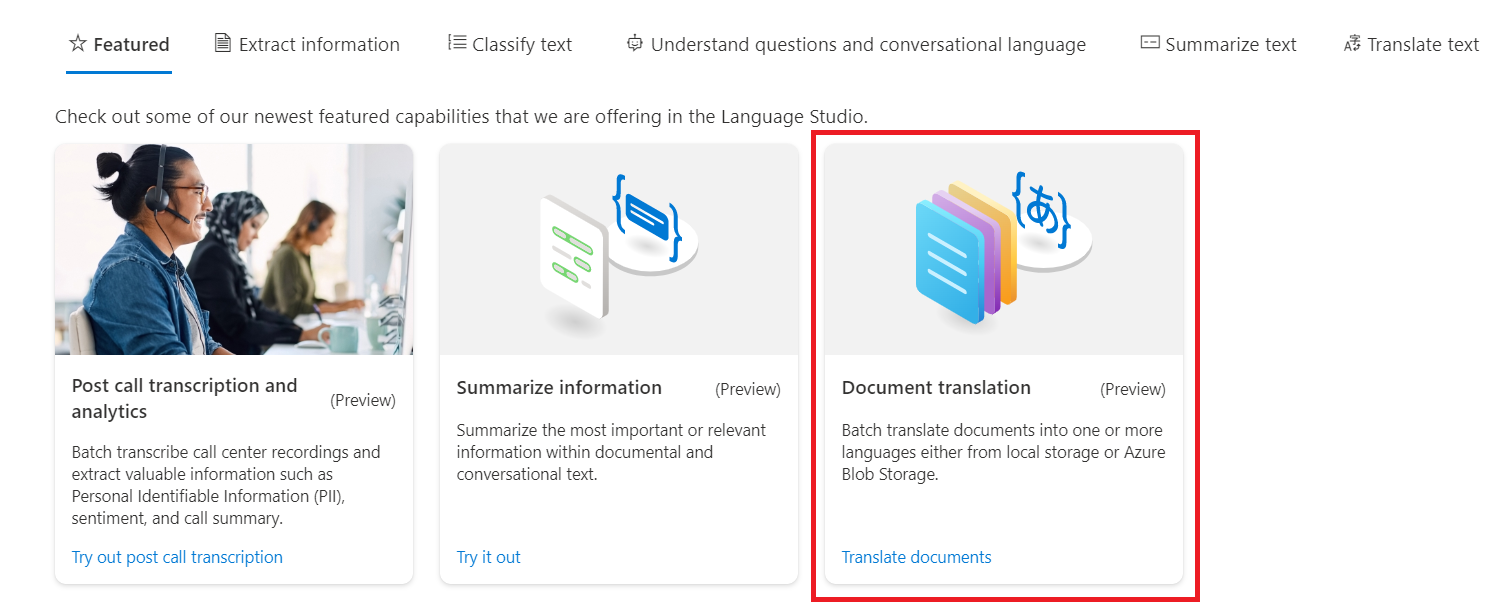 Featured
Extract information
Classify text
Understand questions and conversational language
Summarize text
Translate text
Check out some of our newest featured capabilities that we are offering in the Language Studio.
Post call transcription and
analytics
(Preview)
Batch transcribe call center recordings and
extract valuable information such as
Personal Identifiable Information (PII),
sentiment, and call summary.
Try out post call transcription
{ }
Summarize information
(Preview)
Summarize the most important or relevant
information within documental and
conversational text.
Try it out
{あ}
Document translation
(Preview)
Batch translate documents into one or more
languages either from local storage or Azure
Blob Storage.
Translate documents